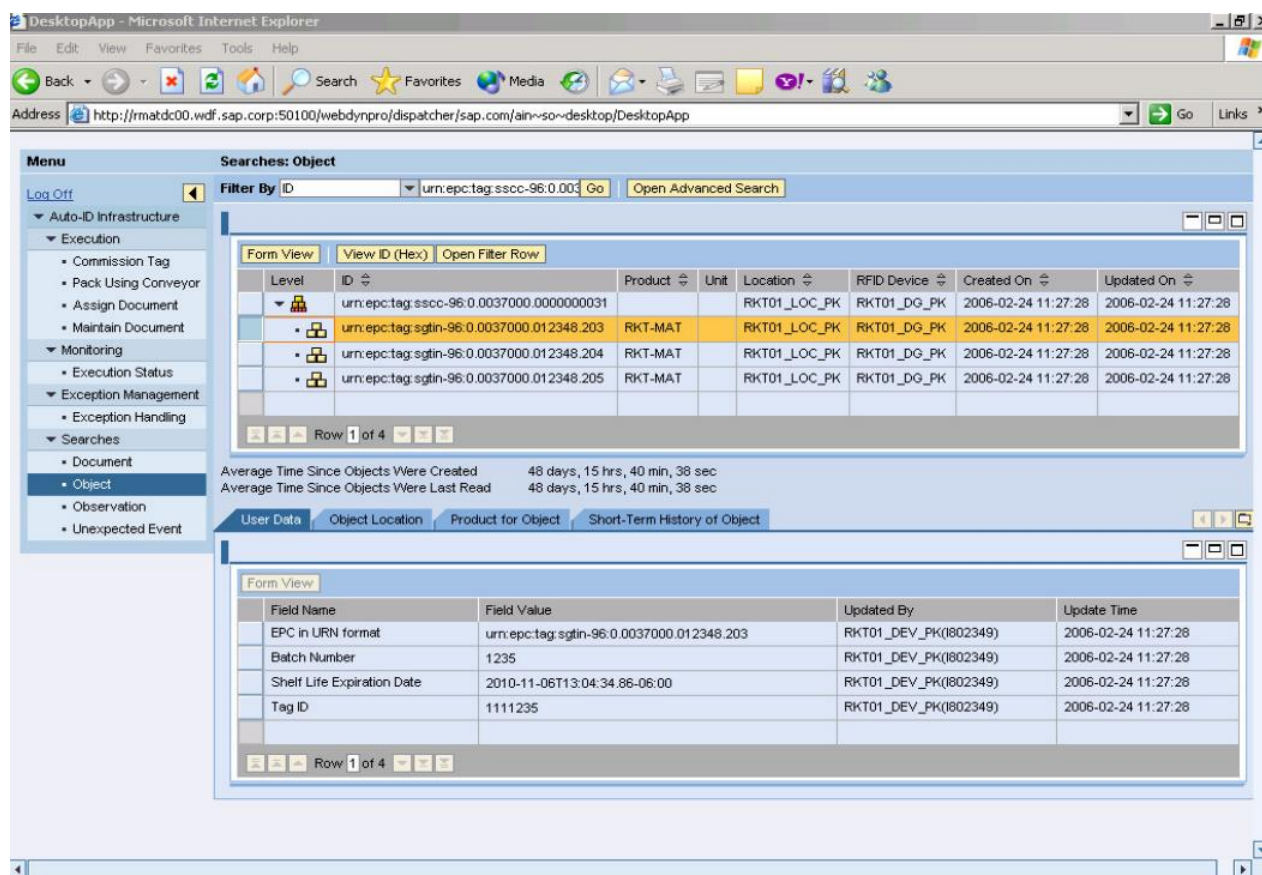 DesktopApp - Microsoft Internet Explorer
File Edit View Favorites Tools Help
Back Search Favorites Media
Address http://rmatdc00.wdf.sap.corp:50100/webdynpro/dispatcher/sap.com/ain~so~desktop/DesktopApp Go Links
Menu Searches: Object
Log Off Filter By ID urn:epc:tag:sscc-96:0.003 Go Open Advanced Search
Auto-ID Infrastructure
Execution
Commission Tag
Pack Using Conveyor
Assign Document
Maintain Document
Monitoring
Execution Status
Exception Management
Exception Handling
Searches
Document
Object
Observation
Unexpected Event
Form View View ID (Hex) Open Filter Row
Level ID Product Unit Location RFID Device Created On Updated On
urn:epc:tag:sscc-96:0.0037000.0000000031 RKT01_LOC_PK RKT01_DG_PK 2006-02-24 11:27:28 2006-02-24 11:27:28
urn:epc:tag:sgtin-96:0.0037000.012348.203 RKT-MAT RKT01_LOC_PK RKT01_DG_PK 2006-02-24 11:27:28 2006-02-24 11:27:28
urn:epc:tag:sgtin-96:0.0037000.012348.204 RKT-MAT RKT01_LOC_PK RKT01_DG_PK 2006-02-24 11:27:28 2006-02-24 11:27:28
urn:epc:tag:sgtin-96:0.0037000.012348.205 RKT-MAT RKT01_LOC_PK RKT01_DG_PK 2006-02-24 11:27:28 2006-02-24 11:27:28
Row 1 of 4
Average Time Since Objects Were Created 48 days, 15 hrs, 40 min, 38 sec
Average Time Since Objects Were Last Read 48 days, 15 hrs, 40 min, 38 sec
User Data Object Location Product for Object Short-Term History of Object
Form View
Field Name Field Value Updated By Update Time
EPC in URN format urn:epc:tag:sgtin-96:0.0037000.012348.203 RKT01_DEV_PK(I802349) 2006-02-24 11:27:28
Batch Number 1235 RKT01_DEV_PK(I802349) 2006-02-24 11:27:28
Shelf Life Expiration Date 2010-11-06T13:04:34.86-06:00 RKT01_DEV_PK(I802349) 2006-02-24 11:27:28
Tag ID 1111235 RKT01_DEV_PK(I802349) 2006-02-24 11:27:28
Row 1 of 4